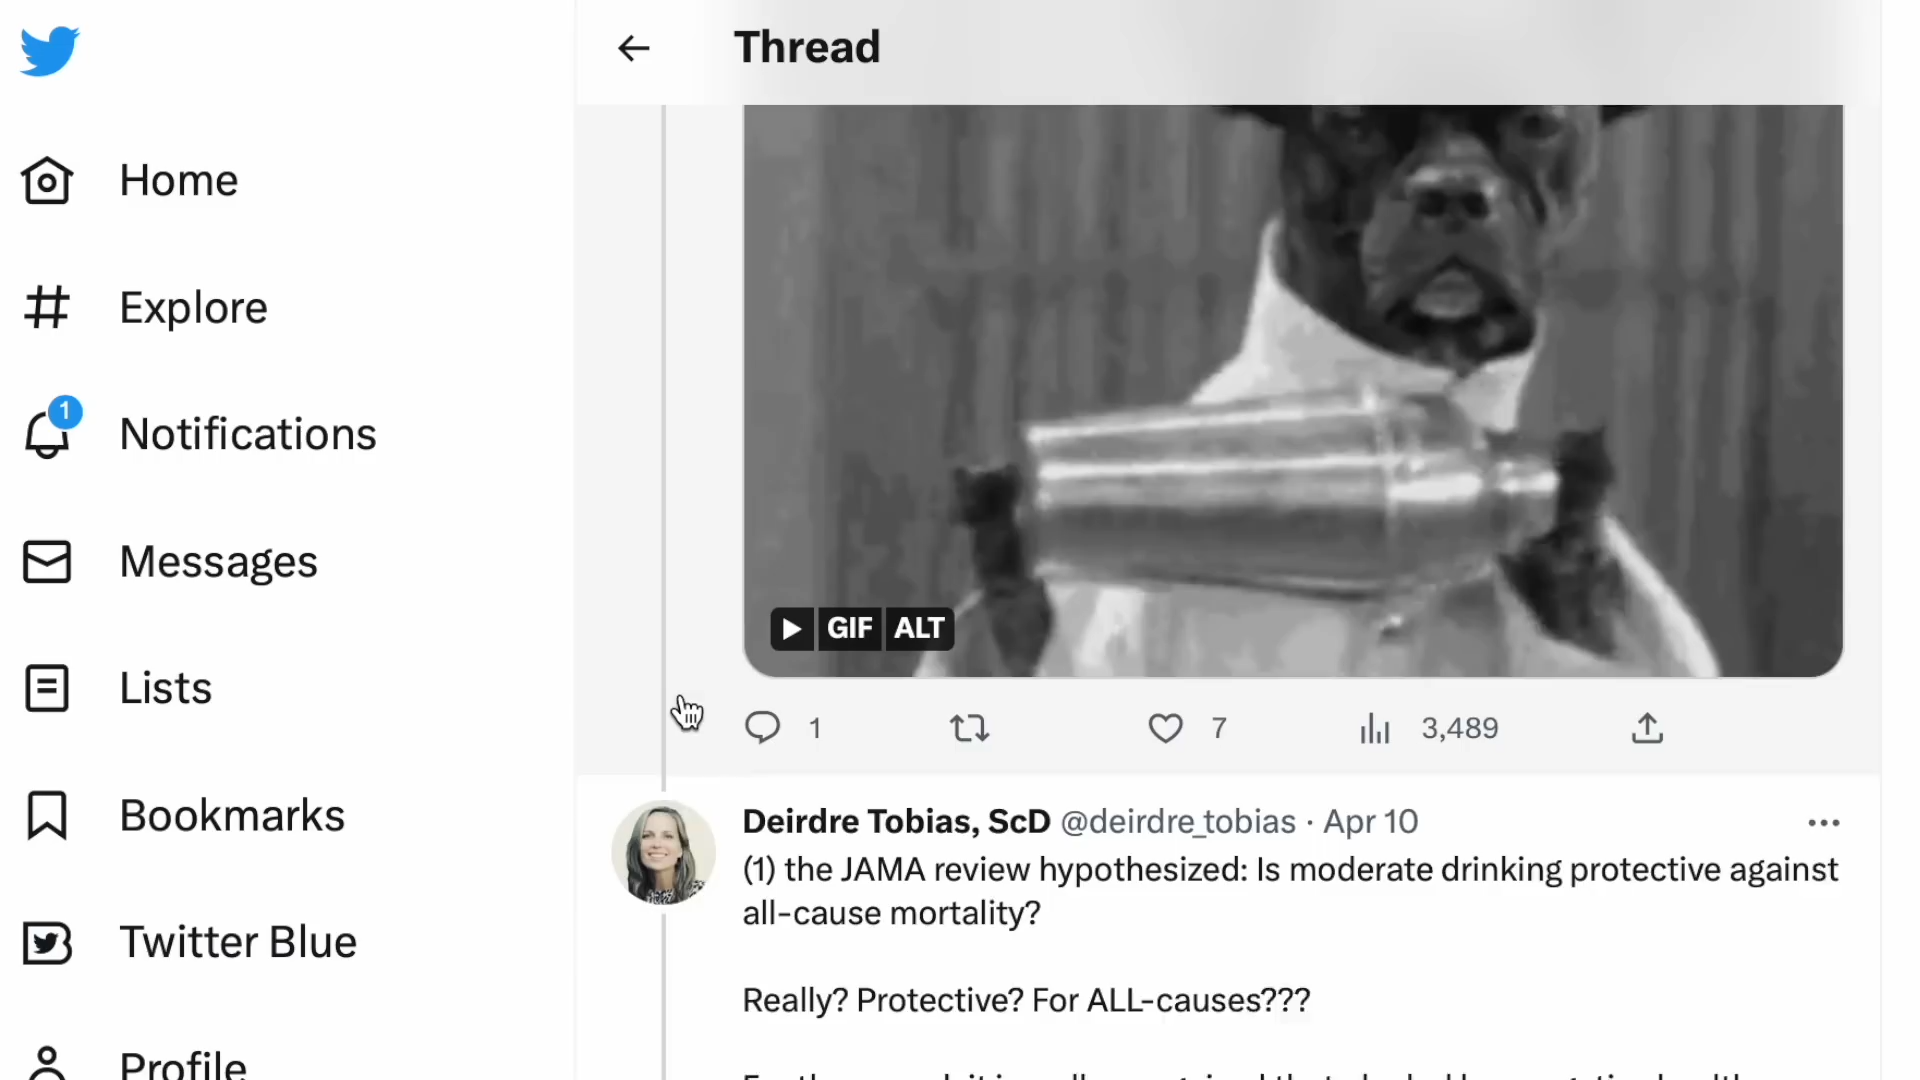 Thread
Home
Explore
1
Notifications
Messages
Lists
Bookmarks
Twitter Blue
Profile
GIF ALT
1
7
3,489
Deirdre Tobias, ScD @deirdre_tobias · Apr 10
(1) the JAMA review hypothesized: Is moderate drinking protective against
all-cause mortality?
Really? Protective? For ALL-causes???